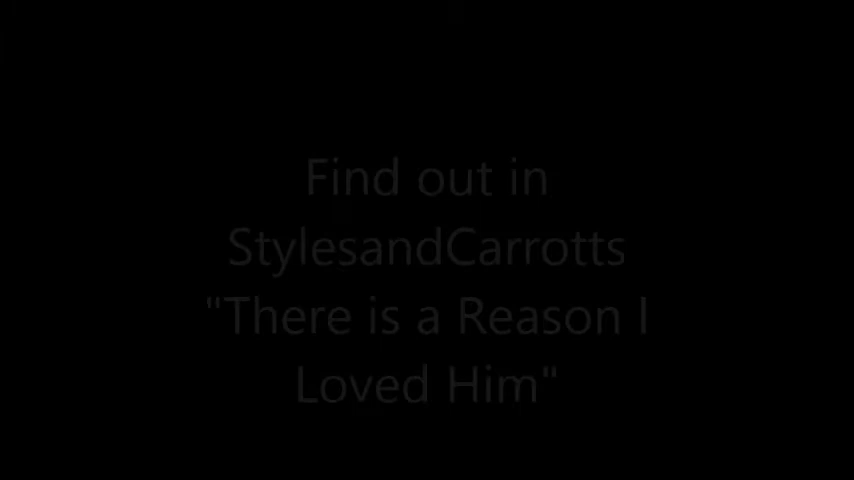 Find out in
StylesandCarrotts
"There is a Reason I
Loved Him"